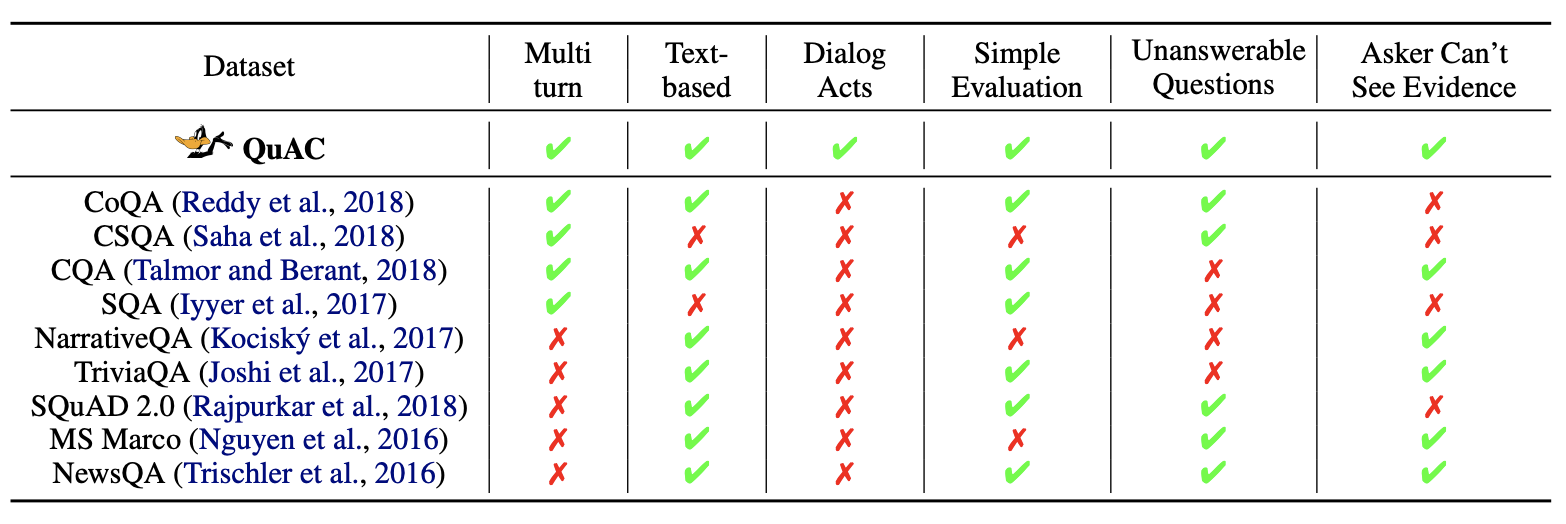 Dataset Multi turn Text-based Dialog Acts Simple Evaluation Unanswerable Questions Asker Can't See Evidence
QuAC ✔ ✔ ✔ ✔ ✔ ✔
CoQA (Reddy et al., 2018) ✔ ✔ ✗ ✔ ✔ ✗
CSQA (Saha et al., 2018) ✔ ✗ ✗ ✗ ✔ ✗
CQA (Talmor and Berant, 2018) ✔ ✔ ✗ ✔ ✗ ✔
SQA (Iyyer et al., 2017) ✔ ✗ ✗ ✔ ✗ ✗
NarrativeQA (Kociský et al., 2017) ✗ ✔ ✗ ✗ ✗ ✔
TriviaQA (Joshi et al., 2017) ✗ ✔ ✗ ✔ ✗ ✔
SQuAD 2.0 (Rajpurkar et al., 2018) ✗ ✔ ✗ ✔ ✔ ✗
MS Marco (Nguyen et al., 2016) ✗ ✔ ✗ ✗ ✔ ✔
NewsQA (Trischler et al., 2016) ✗ ✔ ✗ ✔ ✔ ✔